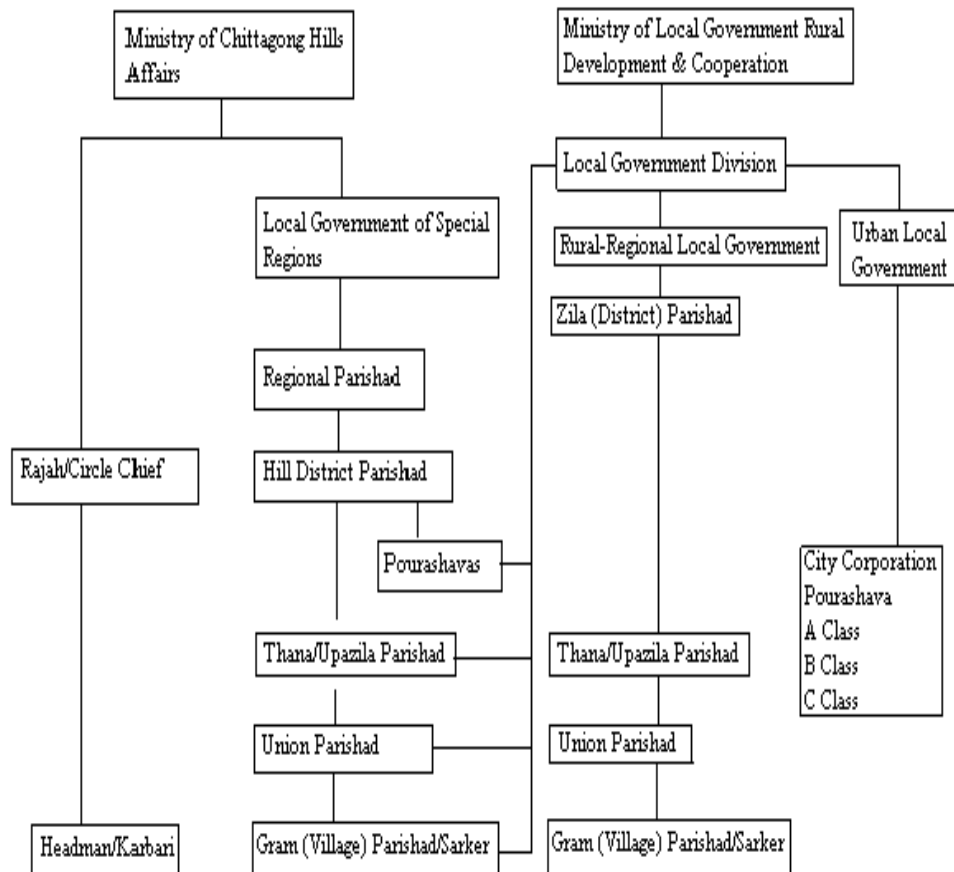 Ministry of Chittagong Hills
Affairs
Ministry of Local Government Rural
Development & Cooperation
Local Government Division
Local Government of Special
Regions
Rural-Regional Local Government
Urban Local
Government
Zila (District) Parishad
Regional Parishad
Rajah/Circle Chief
Hill District Parishad
Pourashavas
City Corporation
Pourashava
A Class
B Class
C Class
Thana/Upazila Parishad
Thana/Upazila Parishad
Union Parishad
Union Parishad
Headman/Karbari
Gram (Village) Parishad/Sarker
Gram (Village) Parishad/Sarker